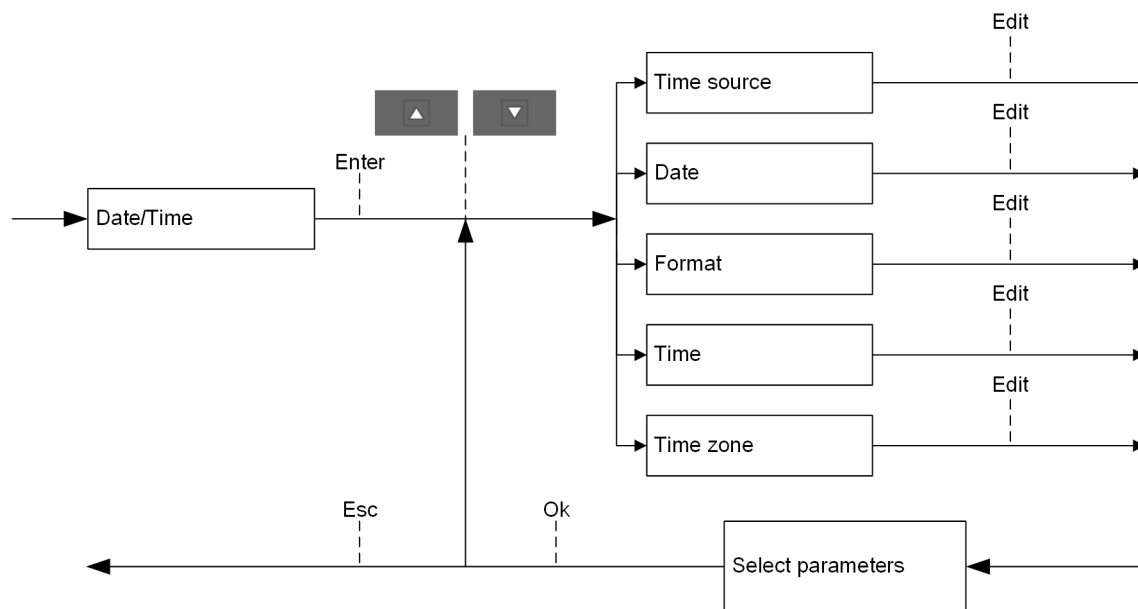 Edit
Time source
Edit
Enter
Date
Date/Time
Edit
Format
Edit
Time
Edit
Time zone
Esc
Ok
Select parameters